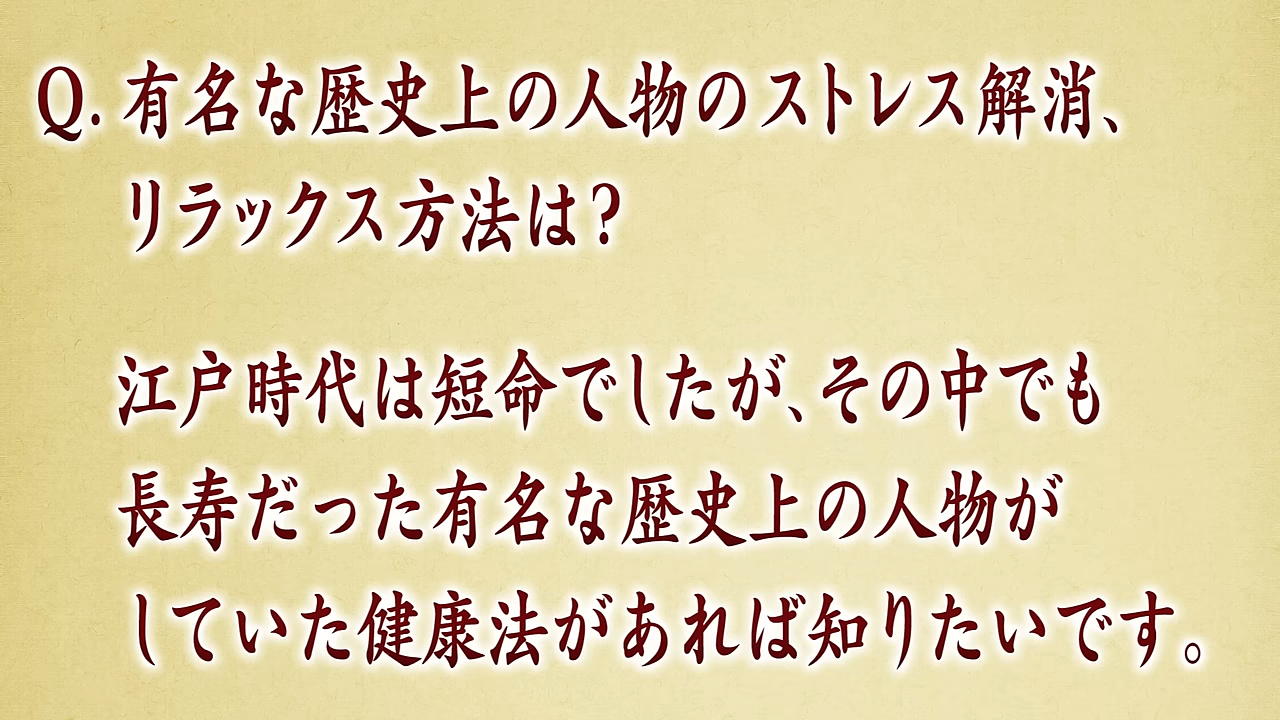 Q.有名な歴史上の人物のストレス解消、
リラックス方法は?
江戸時代は短命でしたが、その中でも
長寿だった有名な歴史上の人物が
していた健康法があれば知りたいです。